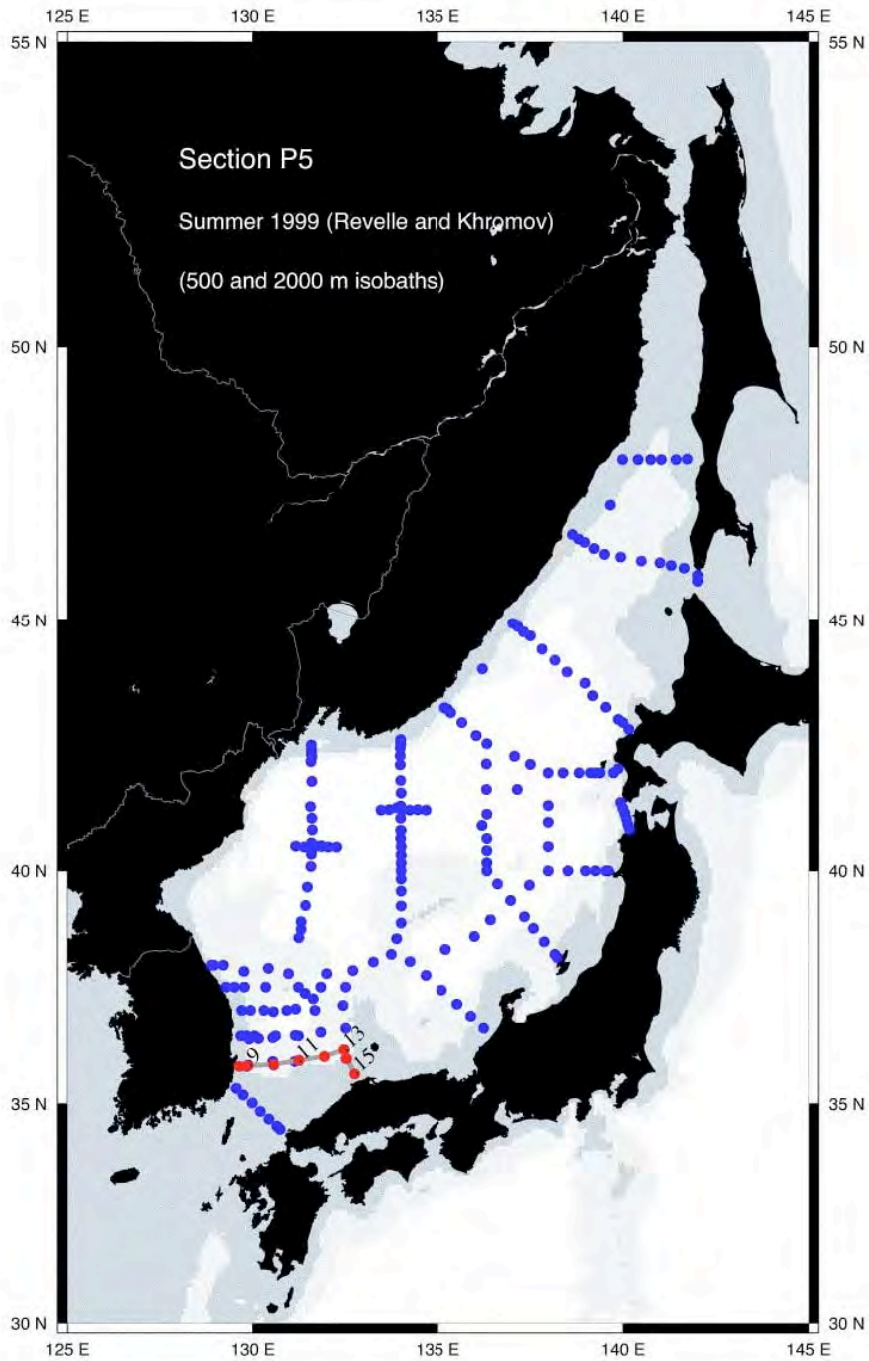 125 E 130 E 135 E 140 E 145 E
55 N 55 N
Section P5
Summer 1999 (Revelle and Khromov)
(500 and 2000 m isobaths)
50 N 50 N
45 N 45 N
40 N 40 N
9 11 13 15
35 N 35 N
30 N 30 N
125 E 130 E 135 E 140 E 145 E